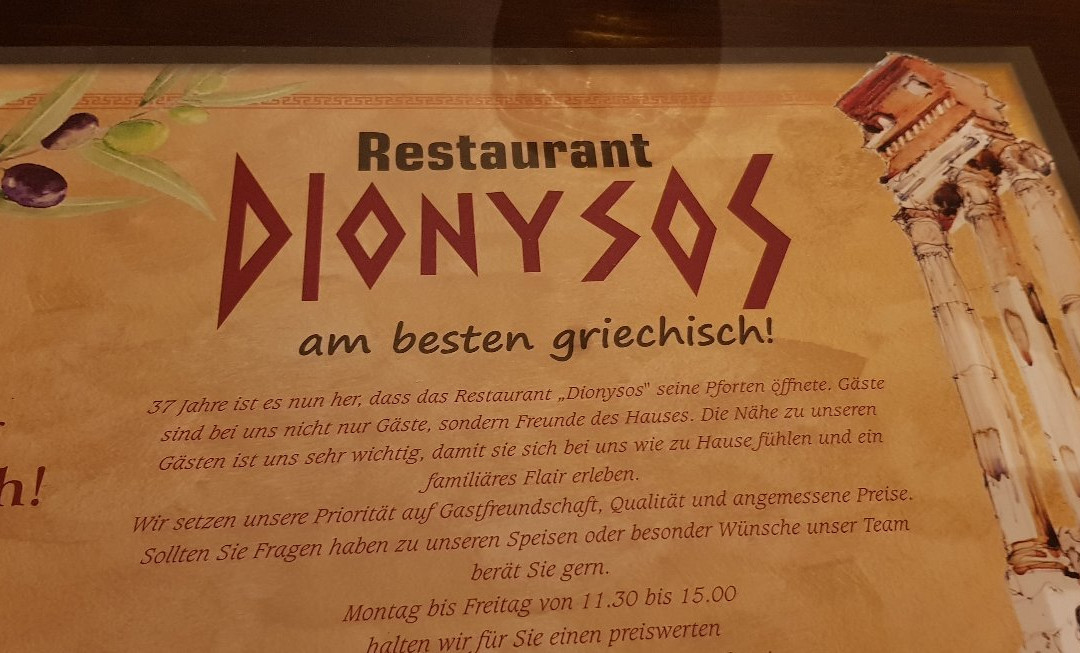 Restaurant
DIONYSOS
am besten griechisch!
37 Jahre ist es nun her, dass das Restaurant „Dionysos" seine Pforten öffnete. Gäste
sind bei uns nicht nur Gäste, sondern Freunde des Hauses. Die Nähe zu unseren
Gästen ist uns sehr wichtig, damit sie sich bei uns wie zu Hause fühlen und ein
familiäres Flair erleben.
Wir setzen unsere Priorität auf Gastfreundschaft, Qualität und angemessene Preise.
Sollten Sie Fragen haben zu unseren Speisen oder besonder Wünsche unser Team
berät Sie gern.
Montag bis Freitag von 11.30 bis 15.00
halten wir für Sie einen preiswerten